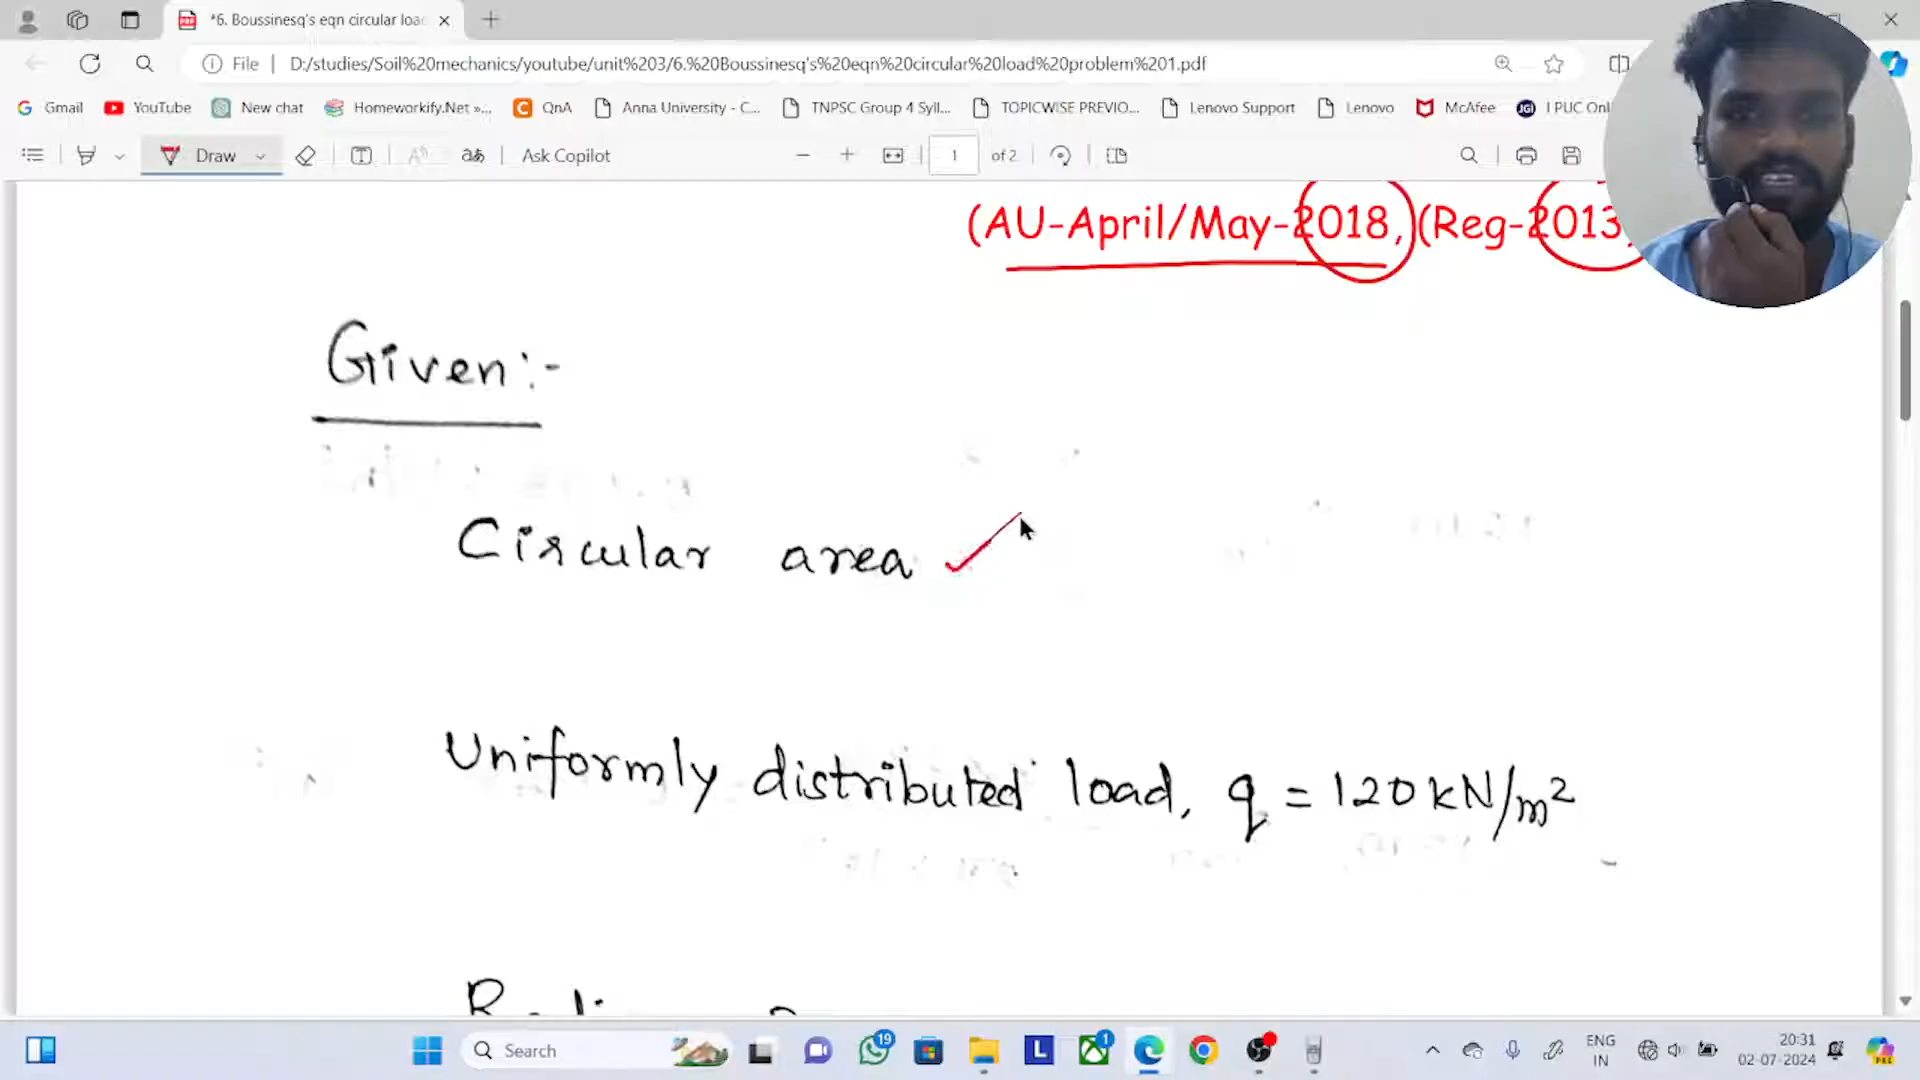 *6. Boussinesq's eqn circular loa
File
D:/studies/Soil%20mechanics/youtube/unit%203/6.%20Boussinesq's%20eqn%20circular%20load%20problem%201.pdf
Gmail YouTube New chat Homeworkify.Net »... QnA Anna University - C... TNPSC Group 4 Syll... TOPICWISE PREVIO... Lenovo Support Lenovo McAfee I PUC Onl
Draw Ask Copilot 1 of 2
(AU-April/May-2018, (Reg-2013
Given:-
Circular area
Uniformly distributed load, q = 120 kN/m²
Search
19
1
ENG
IN
20:31
02-07-2024